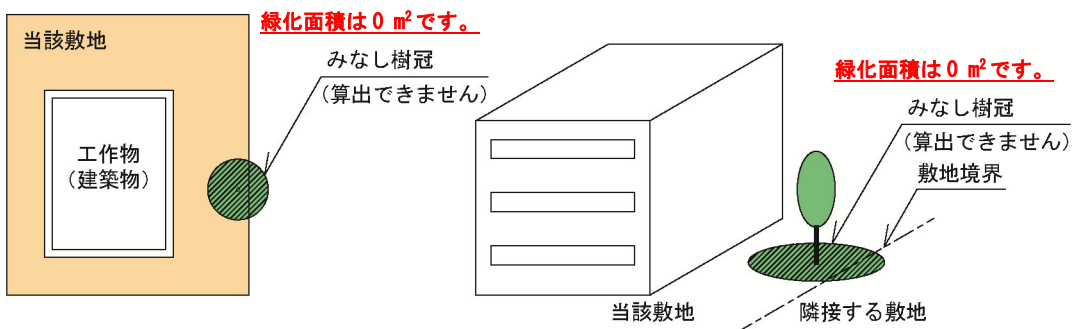 緑化面積は0 m²です。
当該敷地
みなし樹冠
(算出できません)
工作物
(建築物)
緑化面積は0 m²です。
みなし樹冠
(算出できません)
敷地境界
当該敷地
隣接する敷地